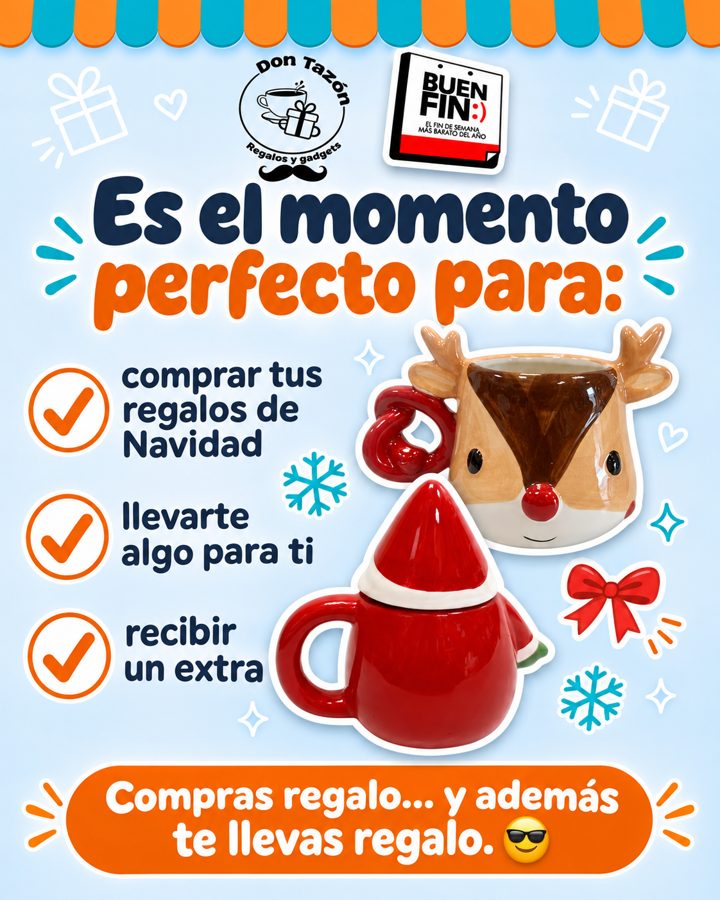 Don Tazón
Regalos y gadgets
BUEN
FIN:)
EL FIN DE SEMANA
MÁS BARATO DEL AÑO
Es el momento
perfecto para:
comprar tus
regalos de
Navidad
llevarte
algo para ti
recibir
un extra
Compras regalo... y además
te llevas regalo. 😎